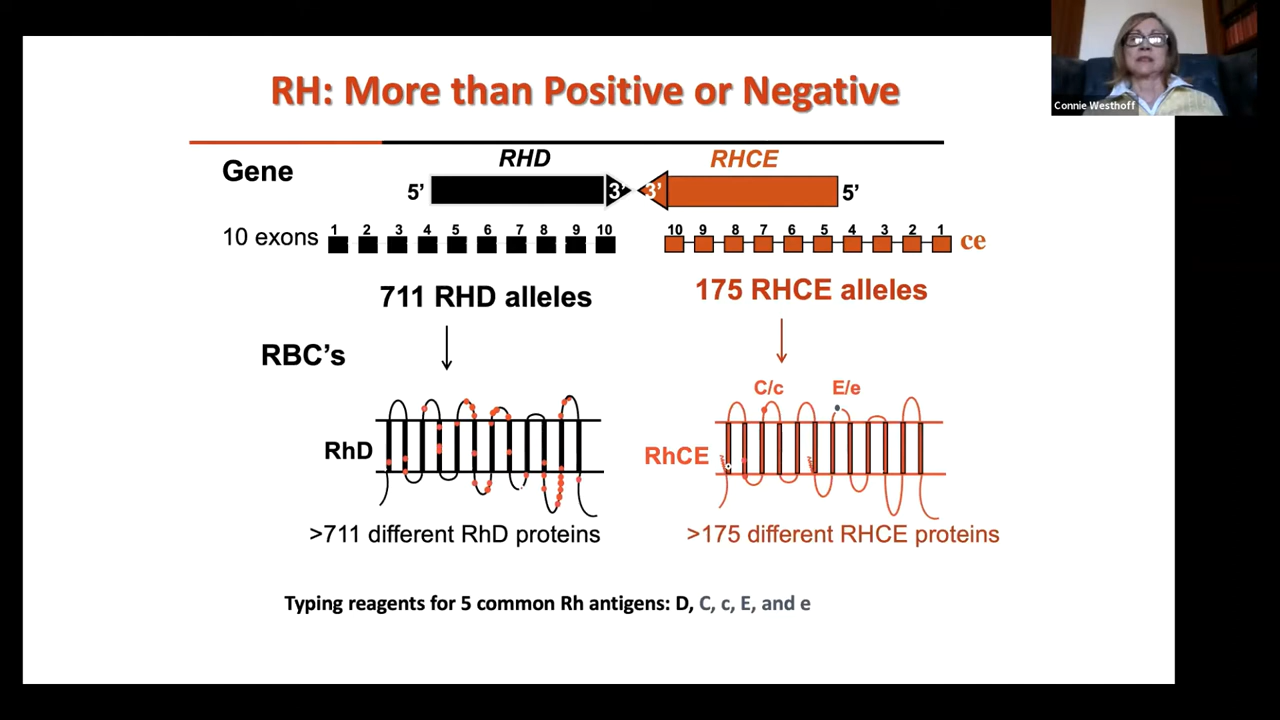 RH: More than Positive or Negative
Connie Westhoff
Gene
RHD
RHCE
5’ 3’ 3’ 5’
10 exons 1 2 3 4 5 6 7 8 9 10 10 9 8 7 6 5 4 3 2 1 ce
711 RHD alleles
175 RHCE alleles
RBC’s
C/c E/e
RhD
RhCE
>711 different RhD proteins
>175 different RHCE proteins
Typing reagents for 5 common Rh antigens: D, C, c, E, and e